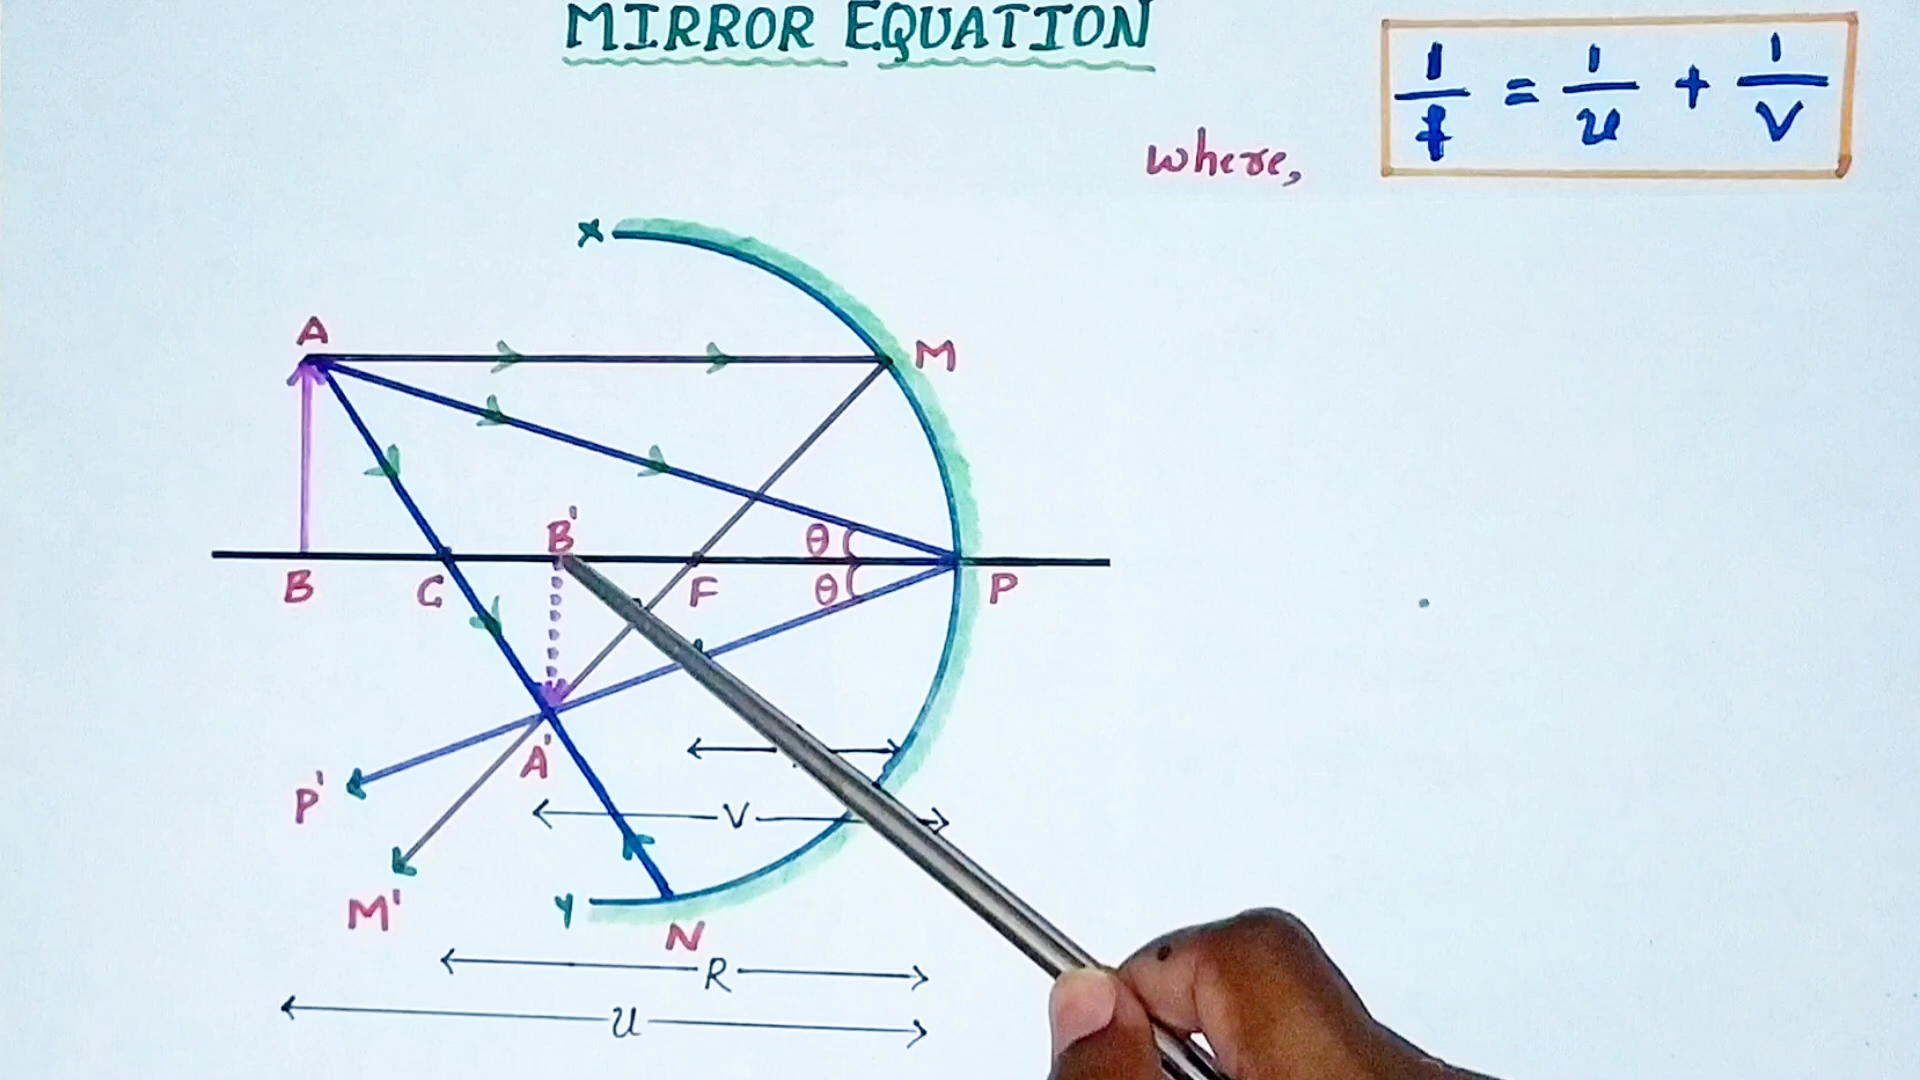 MIRROR EQUATION
1/f = 1/u + 1/v
where,
X
A
M
B'
θ
B
C
F
θ
P
A'
P'
V
M'
Y
N
R
u